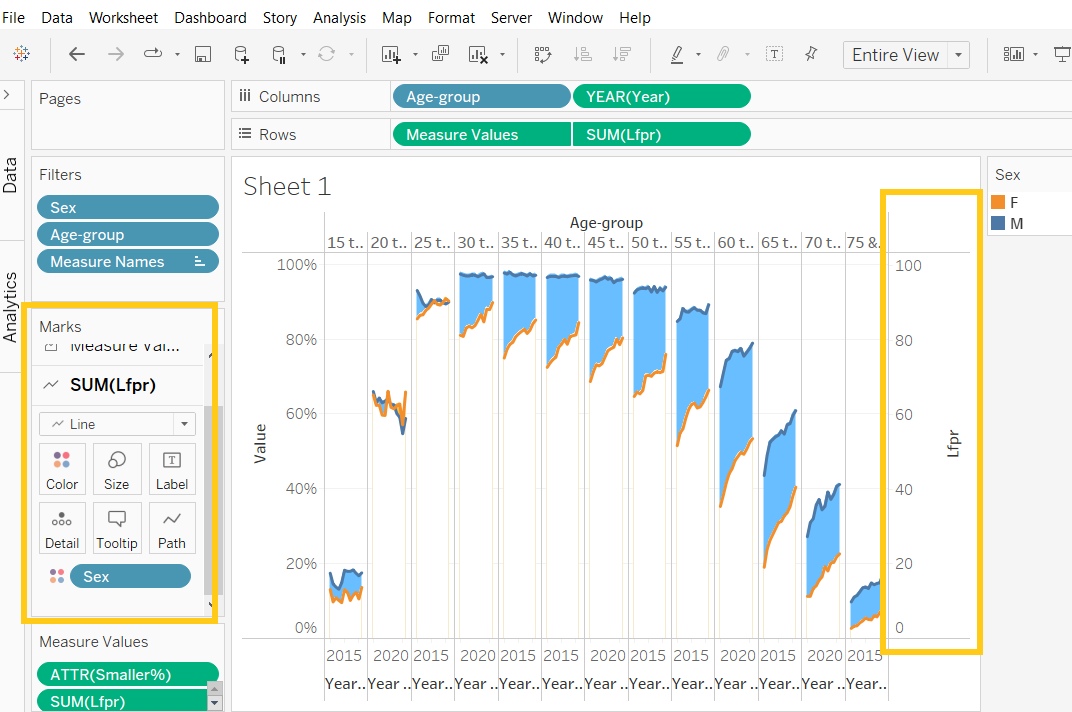 File Data Worksheet Dashboard Story Analysis Map Format Server Window Help
Entire View
Data
Analytics
Pages
Columns
Age-group
YEAR(Year)
Rows
Measure Values
SUM(Lfpr)
Filters
Sex
Age-group
Measure Names
Marks
Measure Val...
SUM(Lfpr)
Line
Color Size Label
Detail Tooltip Path
Sex
Measure Values
ATTR(Smaller%)
SUM(Lfpr)
Sheet 1
Age-group
15 t.. 20 t.. 25 t.. 30 t.. 35 t.. 40 t.. 45 t.. 50 t.. 55 t.. 60 t.. 65 t.. 70 t.. 75 &.
100%
80%
60%
40%
20%
0%
Value
100
80
60
40
20
0
Lfpr
2015 2020 2015 2020 2015 2020 2015 2020 2015 2020 2015 2020 2015
Year.. Year .. Year.. Year .. Year.. Year .. Year.. Year .. Year.. Year .. Year.. Year .. Year..
Sex
F
M